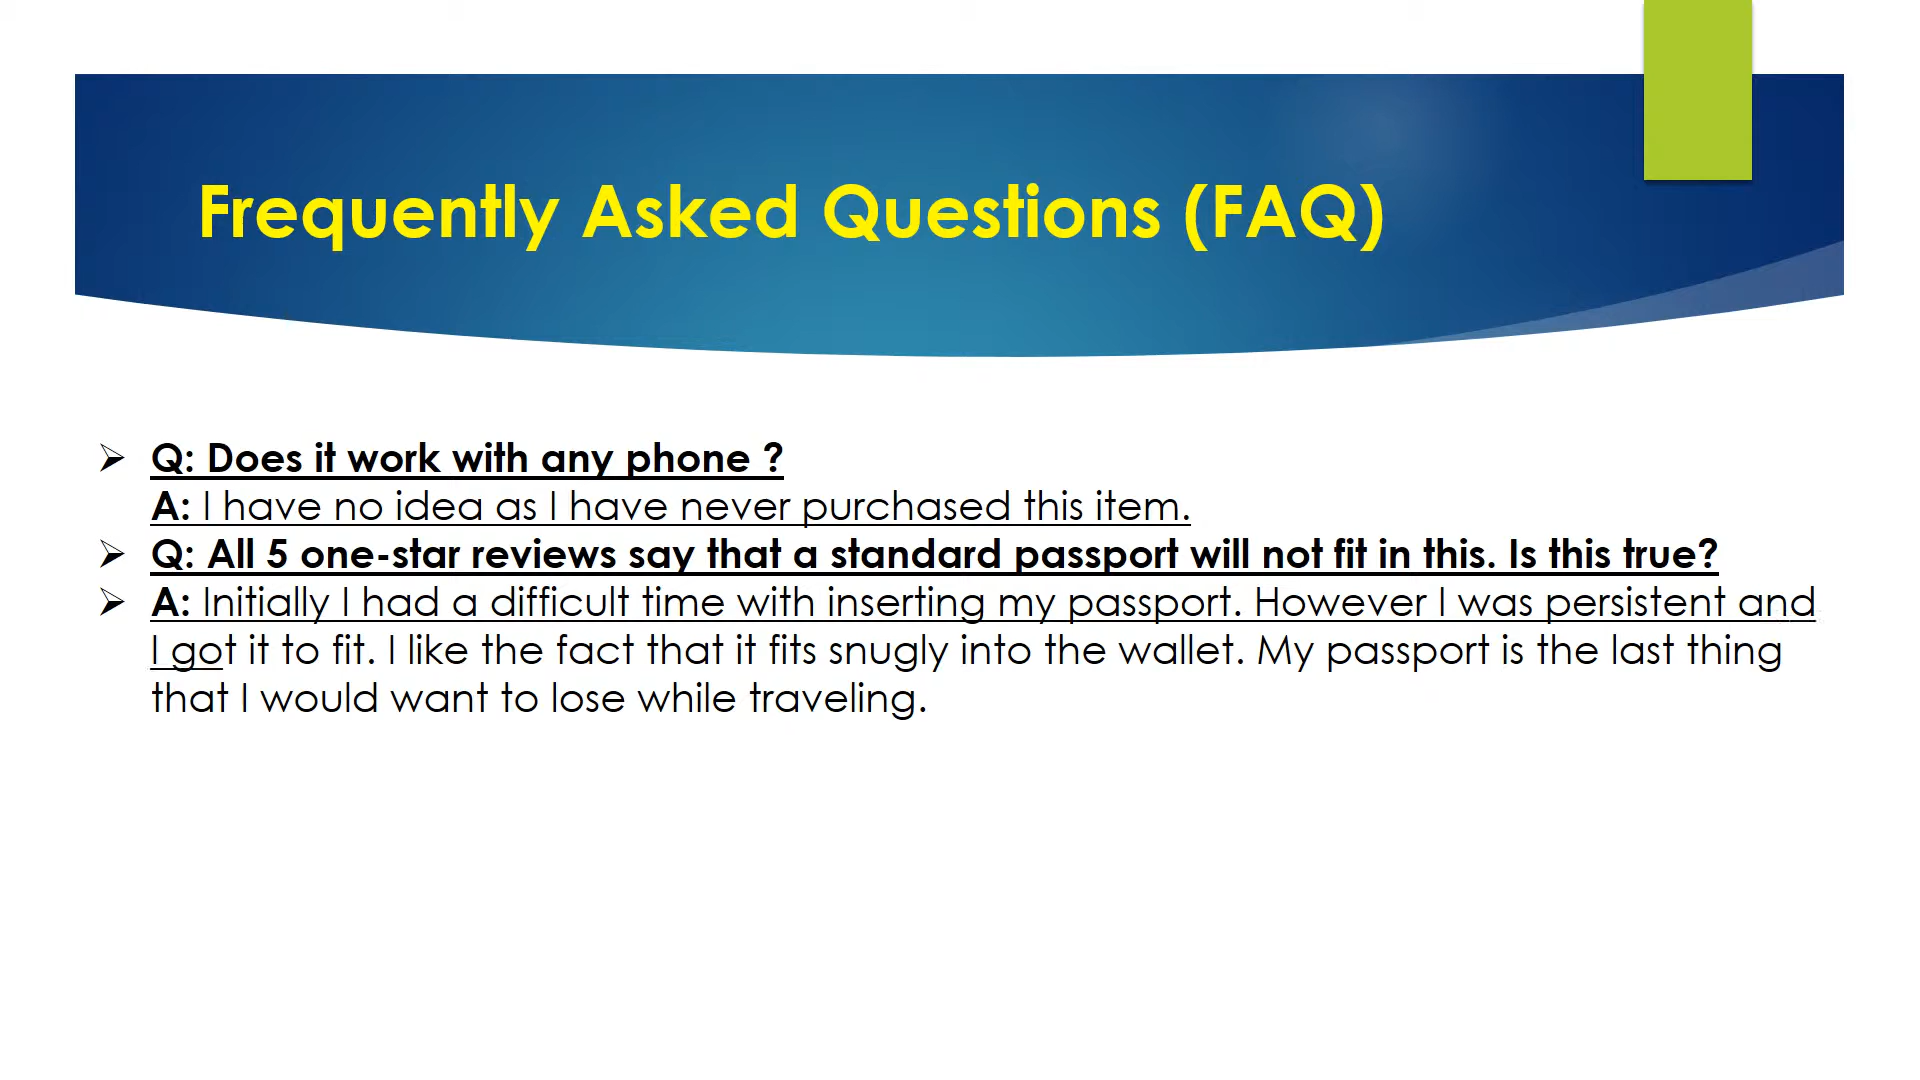 Frequently Asked Questions (FAQ)
➢ Q: Does it work with any phone ?
A: I have no idea as I have never purchased this item.
➢ Q: All 5 one-star reviews say that a standard passport will not fit in this. Is this true?
➢ A: Initially I had a difficult time with inserting my passport. However I was persistent and
I got it to fit. I like the fact that it fits snugly into the wallet. My passport is the last thing
that I would want to lose while traveling.